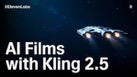 IIElevenLabs
AI Films
with Kling 2.5